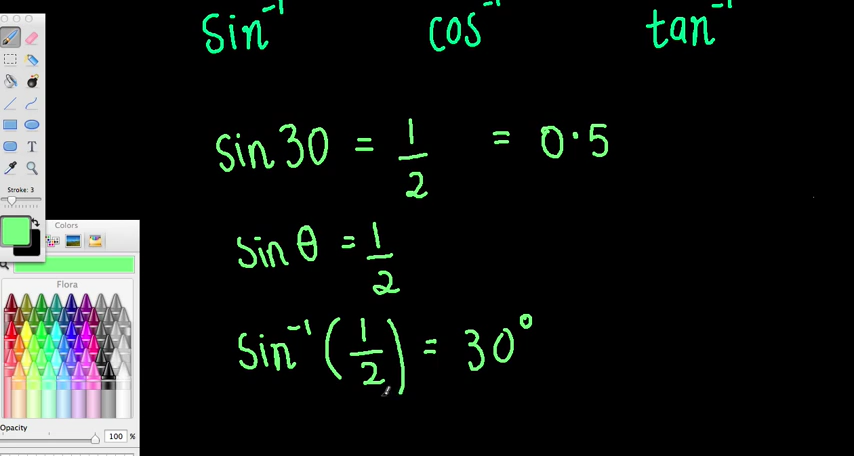 sin⁻¹ cos⁻¹ tan⁻¹
sin 30 = 1/2 = 0.5
sin θ = 1/2
sin⁻¹ (1/2) = 30°
T
Stroke: 3
Colors
Flora
Opacity
100 %